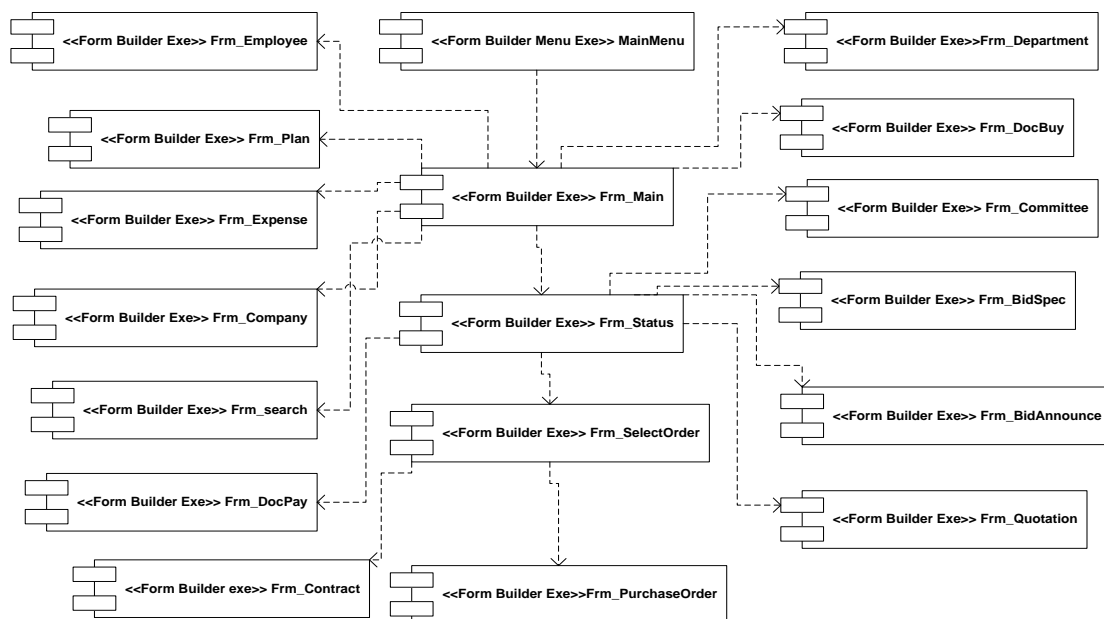 <<Form Builder Exe>> Frm_Employee
<<Form Builder Menu Exe>> MainMenu
<<Form Builder Exe>>Frm_Department
<<Form Builder Exe>> Frm_DocBuy
<<Form Builder Exe>> Frm_Plan
<<Form Builder Exe>> Frm_Main
<<Form Builder Exe>> Frm_Expense
<<Form Builder Exe>> Frm_Committee
<<Form Builder Exe>> Frm_BidSpec
<<Form Builder Exe>> Frm_Company
<<Form Builder Exe>> Frm_Status
<<Form Builder Exe>> Frm_search
<<Form Builder Exe>> Frm_BidAnnounce
<<Form Builder Exe>> Frm_SelectOrder
<<Form Builder Exe>> Frm_DocPay
<<Form Builder Exe>> Frm_Quotation
<<Form Builder exe>> Frm_Contract
<<Form Builder Exe>>Frm_PurchaseOrder